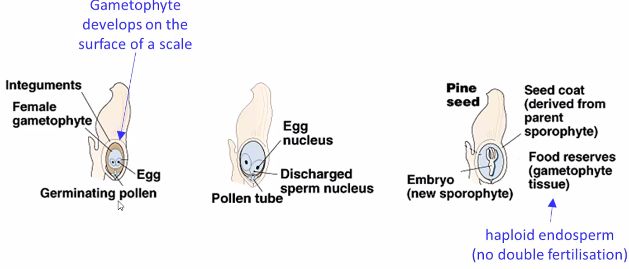 Gametophyte
develops on the
surface of a scale
Integuments
Female
gametophyte
Egg
Germinating pollen
Egg
nucleus
Discharged
sperm nucleus
Pollen tube
Pine
seed
Seed coat
(derived from
parent
sporophyte)
Food reserves
(gametophyte
tissue)
Embryo
(new sporophyte)
haploid endosperm
(no double fertilisation)